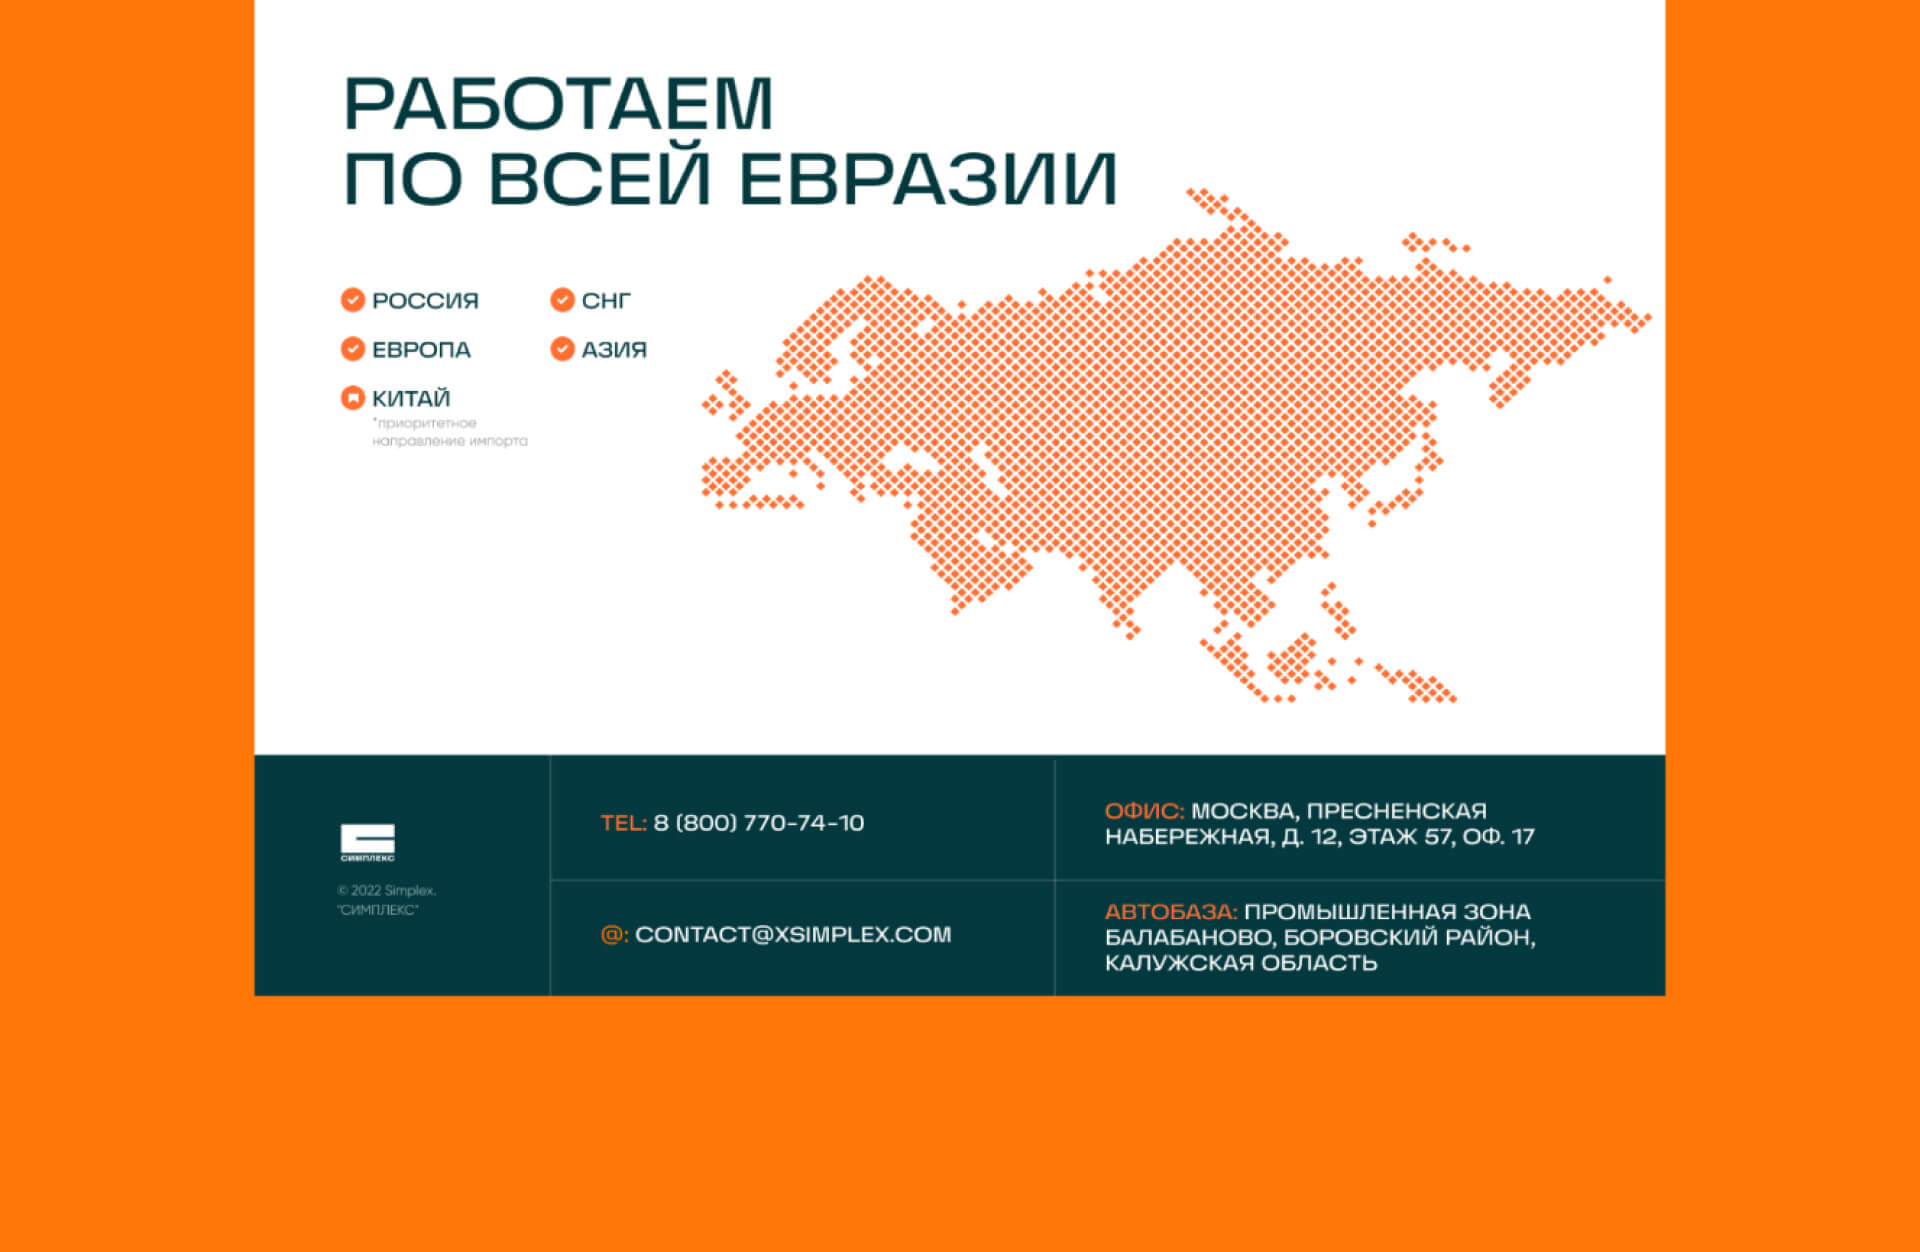 РАБОТАЕМ
ПО ВСЕЙ ЕВРАЗИИ
РОССИЯ
СНГ
ЕВРОПА
АЗИЯ
КИТАЙ
*приоритетное
направление импорта
СИМПЛЕКС
© 2022 Simplex.
"СИМПЛЕКС"
TEL: 8 (800) 770-74-10
@: CONTACT@XSIMPLEX.COM
ОФИС: МОСКВА, ПРЕСНЕНСКАЯ
НАБЕРЕЖНАЯ, Д. 12, ЭТАЖ 57, ОФ. 17
АВТОБАЗА: ПРОМЫШЛЕННАЯ ЗОНА
БАЛАБАНОВО, БОРОВСКИЙ РАЙОН,
КАЛУЖСКАЯ ОБЛАСТЬ